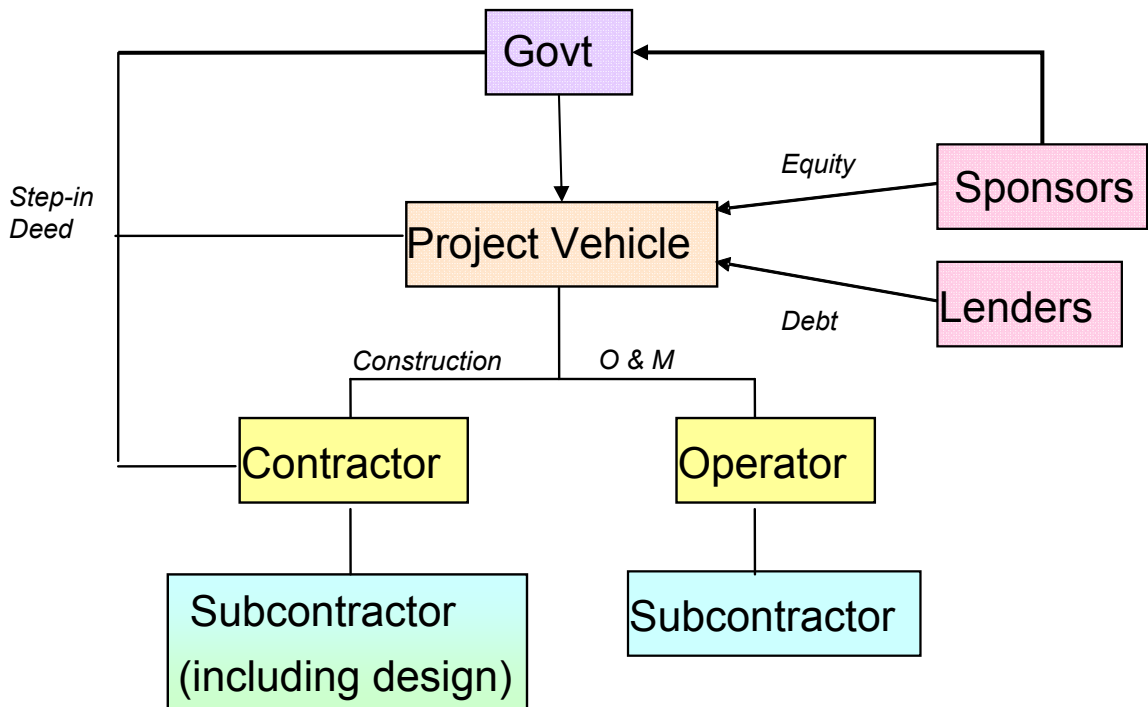 Govt
Equity
Sponsors
Step-in
Deed
Project Vehicle
Lenders
Debt
Construction
O & M
Contractor
Operator
Subcontractor
(including design)
Subcontractor